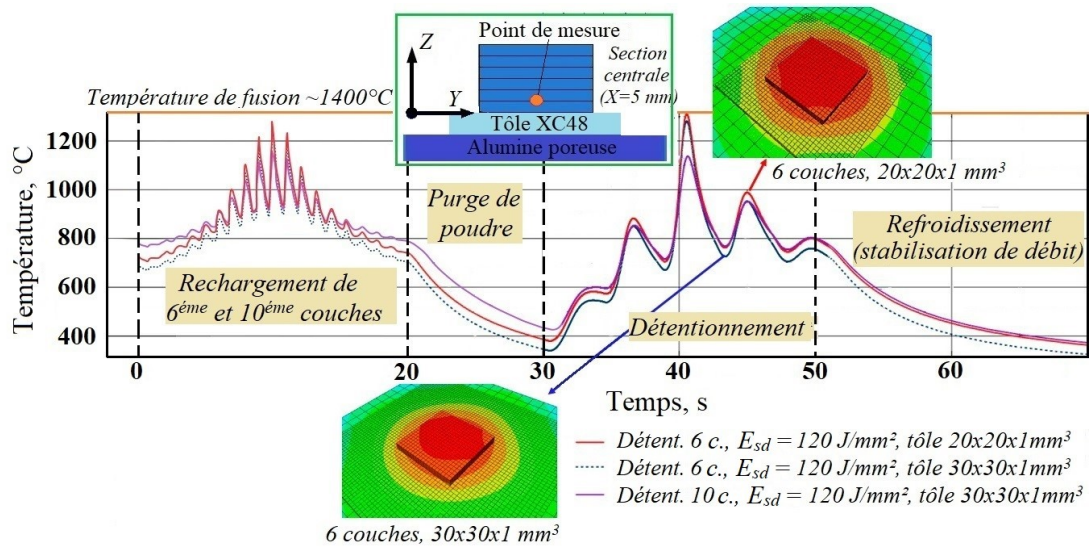 Point de mesure
Z
Section
centrale
(X=5 mm)
Y
Tôle XC48
Alumine poreuse
6 couches, 20x20x1 mm³
Température de fusion ~1400°C
Température, °C
1200
1000
800
600
400
Rechargement de
6éme et 10éme couches
Purge de
poudre
Détentionnement
Refroidissement
(stabilisation de débit)
0
20
30
40
50
60
Temps, s
6 couches, 30x30x1 mm³
Détent. 6 c., Esd = 120 J/mm², tôle 20x20x1mm³
Détent. 6 c., Esd = 120 J/mm², tôle 30x30x1mm³
Détent. 10 c., Esd = 120 J/mm², tôle 30x30x1mm³